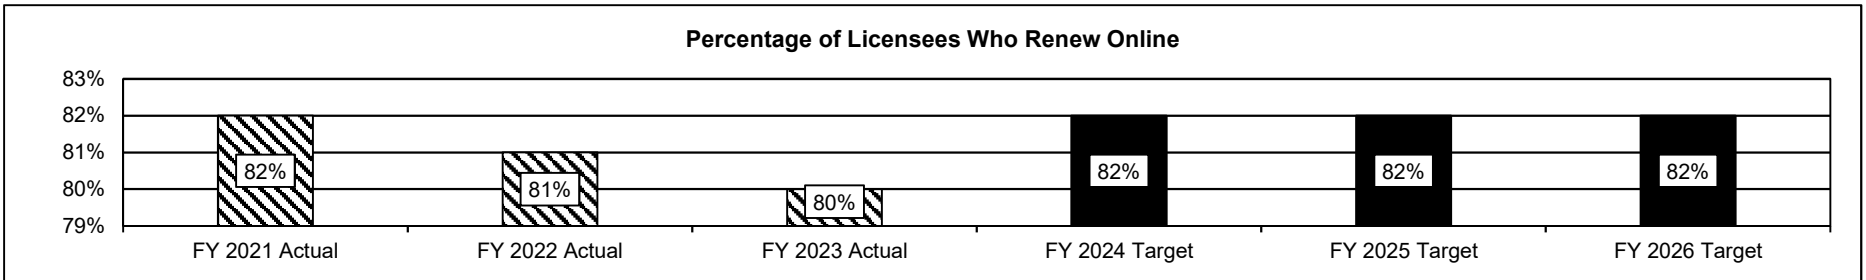 Percentage of Licensees Who Renew Online
83%
82%
81%
80%
79%
82%
81%
80%
82%
82%
82%
FY 2021 Actual
FY 2022 Actual
FY 2023 Actual
FY 2024 Target
FY 2025 Target
FY 2026 Target